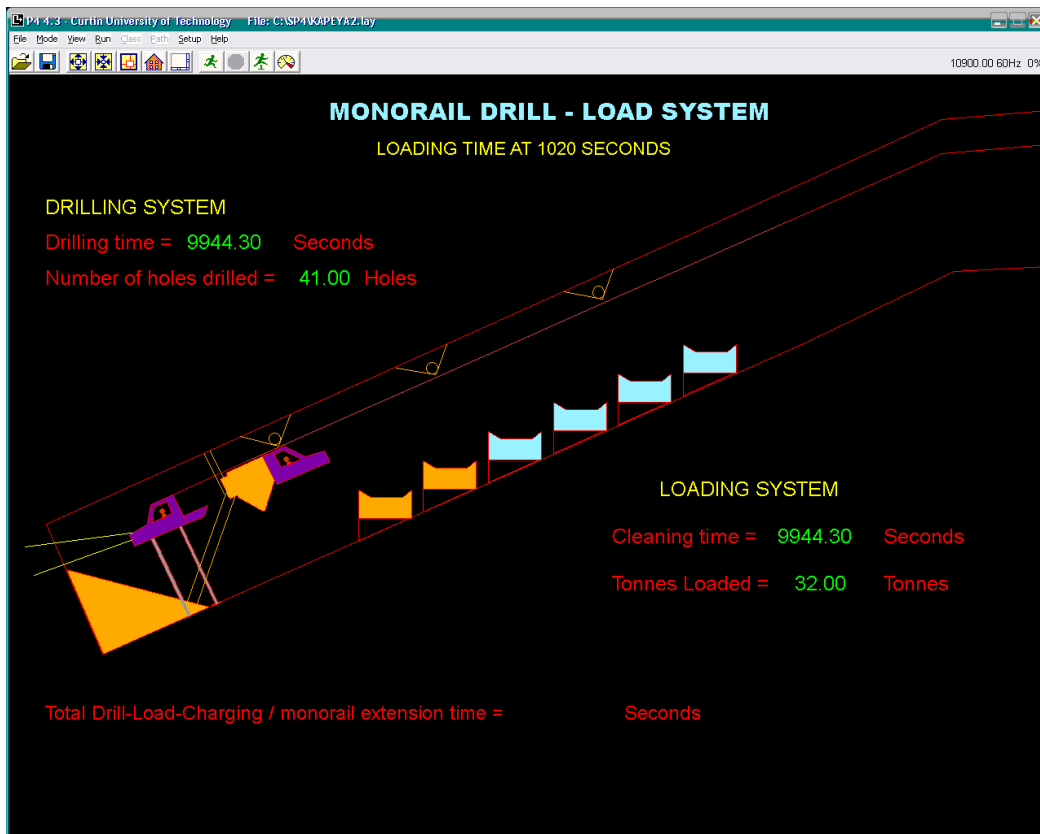 P4 4.3 - Curtin University of Technology File: C:\SP4\KAPEYA2.lay
File Mode View Run Class Path Setup Help
10900.00 60Hz 0%
MONORAIL DRILL - LOAD SYSTEM
LOADING TIME AT 1020 SECONDS
DRILLING SYSTEM
Drilling time = 9944.30 Seconds
Number of holes drilled = 41.00 Holes
LOADING SYSTEM
Cleaning time = 9944.30 Seconds
Tonnes Loaded = 32.00 Tonnes
Total Drill-Load-Charging / monorail extension time = Seconds